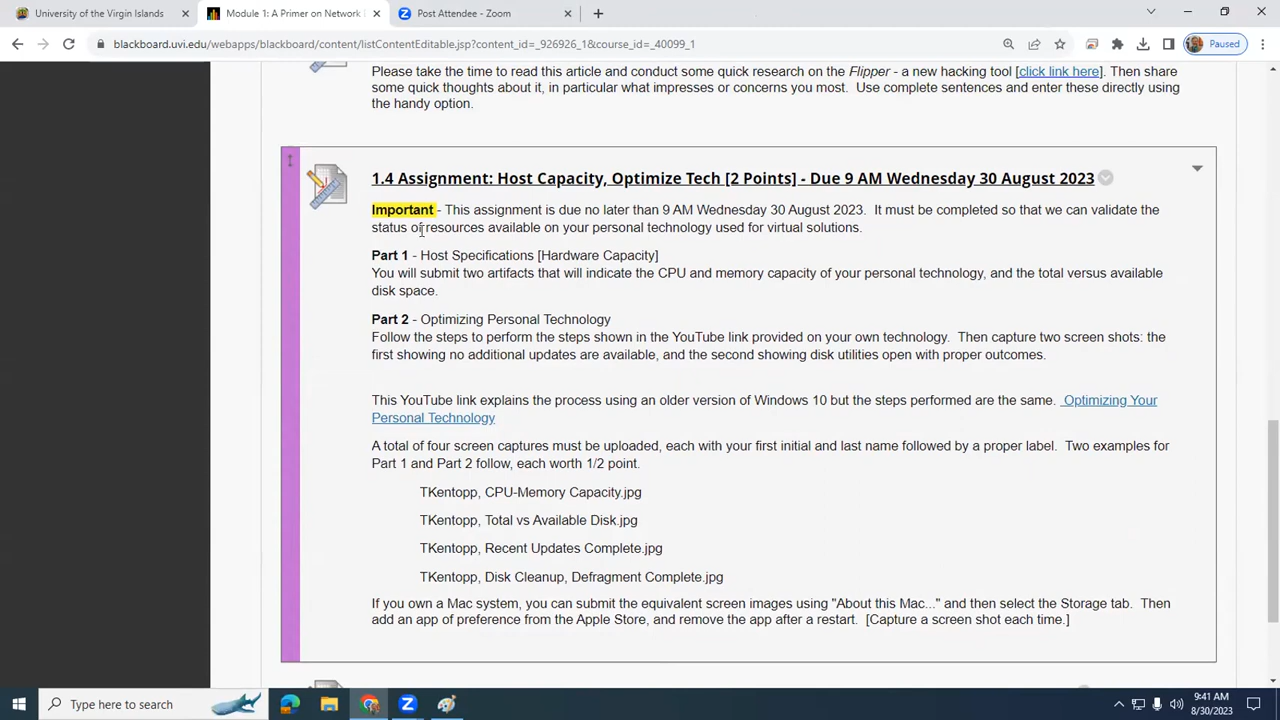 University of the Virgin Islands
Module 1: A Primer on Network
Post Attendee - Zoom
blackboard.uvi.edu/webapps/blackboard/content/listContentEditable.jsp?content_id=_926926_1&course_id=_40099_1
Paused
Please take the time to read this article and conduct some quick research on the Flipper - a new hacking tool [click link here]. Then share
some quick thoughts about it, in particular what impresses or concerns you most. Use complete sentences and enter these directly using
the handy option.
1.4 Assignment: Host Capacity, Optimize Tech [2 Points] - Due 9 AM Wednesday 30 August 2023
Important - This assignment is due no later than 9 AM Wednesday 30 August 2023. It must be completed so that we can validate the
status of resources available on your personal technology used for virtual solutions.
Part 1 - Host Specifications [Hardware Capacity]
You will submit two artifacts that will indicate the CPU and memory capacity of your personal technology, and the total versus available
disk space.
Part 2 - Optimizing Personal Technology
Follow the steps to perform the steps shown in the YouTube link provided on your own technology. Then capture two screen shots: the
first showing no additional updates are available, and the second showing disk utilities open with proper outcomes.
This YouTube link explains the process using an older version of Windows 10 but the steps performed are the same. Optimizing Your
Personal Technology
A total of four screen captures must be uploaded, each with your first initial and last name followed by a proper label. Two examples for
Part 1 and Part 2 follow, each worth 1/2 point.
TKentopp, CPU-Memory Capacity.jpg
TKentopp, Total vs Available Disk.jpg
TKentopp, Recent Updates Complete.jpg
TKentopp, Disk Cleanup, Defragment Complete.jpg
If you own a Mac system, you can submit the equivalent screen images using "About this Mac..." and then select the Storage tab. Then
add an app of preference from the Apple Store, and remove the app after a restart. [Capture a screen shot each time.]
Type here to search
9:41 AM
8/30/2023